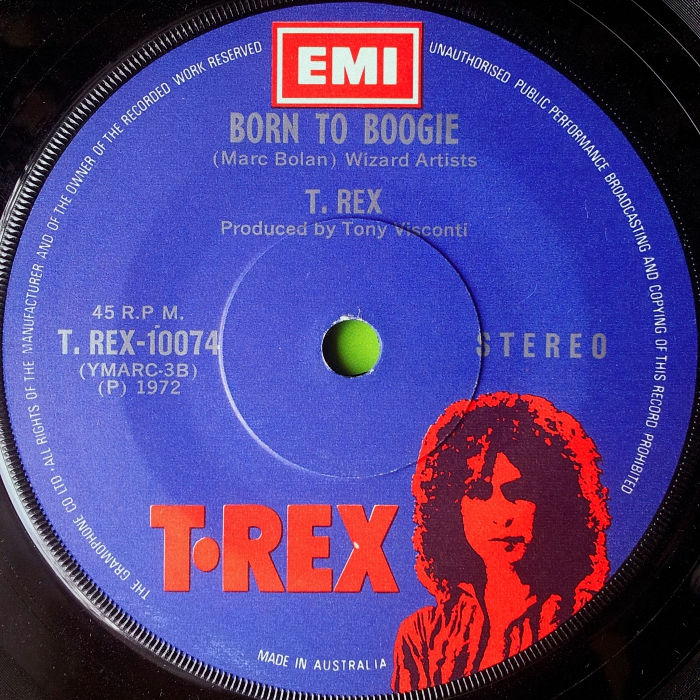 EMI
BORN TO BOOGIE
(Marc Bolan) Wizard Artists
T. REX
Produced by Tony Visconti
45 R.P M.
T. REX-10074
(YMARC-3B)
(P) 1972
STEREO
T·REX
MADE IN AUSTRALIA
THE GRAMOPHONE CO LTD · ALL RIGHTS OF THE MANUFACTURER AND OF THE OWNER OF THE RECORDED WORK RESERVED
UNAUTHORISED PUBLIC PERFORMANCE BROADCASTING AND COPYING OF THIS RECORD PROHIBITED